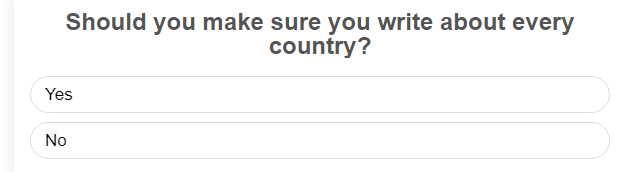 Should you make sure you write about every
country?
Yes
No